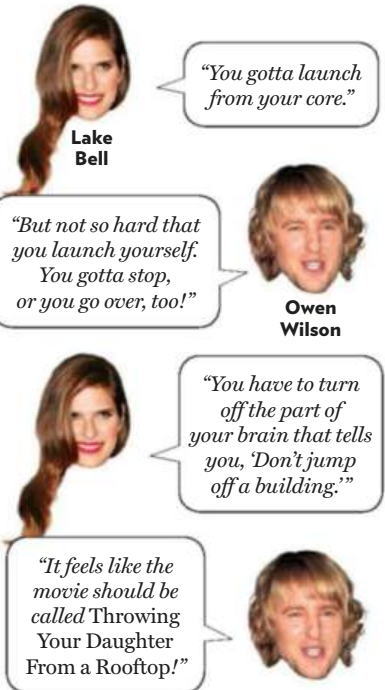 “You gotta launch
from your core.”
Lake
Bell
“But not so hard that
you launch yourself.
You gotta stop,
or you go over, too!”
Owen
Wilson
“You have to turn
off the part of
your brain that tells
you, ‘Don’t jump
off a building.’”
“It feels like the
movie should be
called Throwing
Your Daughter
From a Rooftop!”